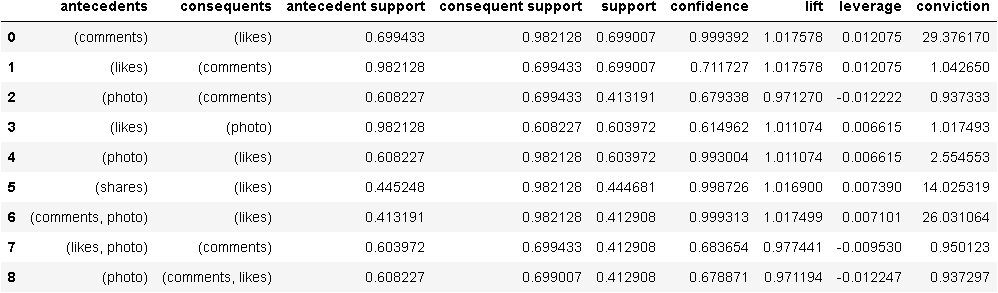 antecedents consequents antecedent support consequent support support confidence lift leverage conviction
0 (comments) (likes) 0.699433 0.982128 0.699007 0.999392 1.017578 0.012075 29.376170
1 (likes) (comments) 0.982128 0.699433 0.699007 0.711727 1.017578 0.012075 1.042650
2 (photo) (comments) 0.608227 0.699433 0.413191 0.679338 0.971270 -0.012222 0.937333
3 (likes) (photo) 0.982128 0.608227 0.603972 0.614962 1.011074 0.006615 1.017493
4 (photo) (likes) 0.608227 0.982128 0.603972 0.993004 1.011074 0.006615 2.554553
5 (shares) (likes) 0.445248 0.982128 0.444681 0.998726 1.016900 0.007390 14.025319
6 (comments, photo) (likes) 0.413191 0.982128 0.412908 0.999313 1.017499 0.007101 26.031064
7 (likes, photo) (comments) 0.603972 0.699433 0.412908 0.683654 0.977441 -0.009530 0.950123
8 (photo) (comments, likes) 0.608227 0.699007 0.412908 0.678871 0.971194 -0.012247 0.937297